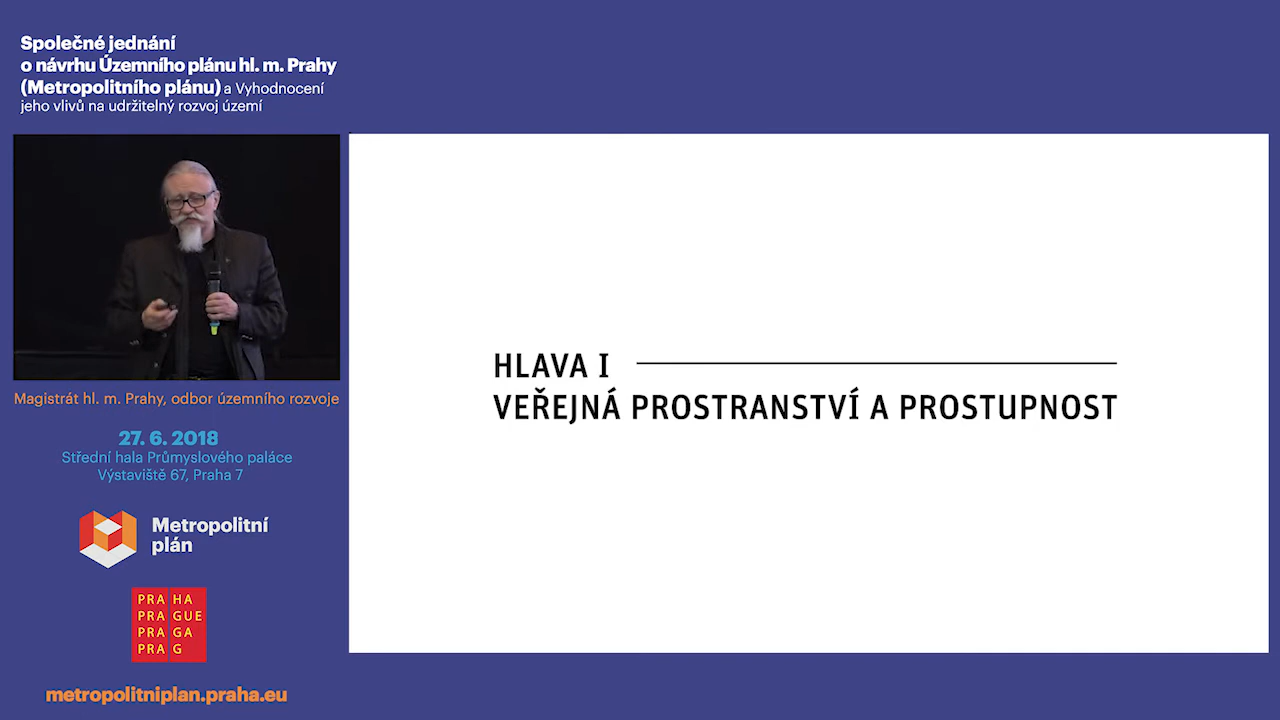 Společné jednání
o návrhu Územního plánu hl. m. Prahy
(Metropolitního plánu) a Vyhodnocení
jeho vlivů na udržitelný rozvoj území
Magistrát hl. m. Prahy, odbor územního rozvoje
27. 6. 2018
Střední hala Průmyslového paláce
Výstaviště 67, Praha 7
Metropolitní
plán
PRA HA
PRA GUE
PRA GA
PRA G
metropolitniplan.praha.eu
HLAVA I
VEŘEJNÁ PROSTRANSTVÍ A PROSTUPNOST